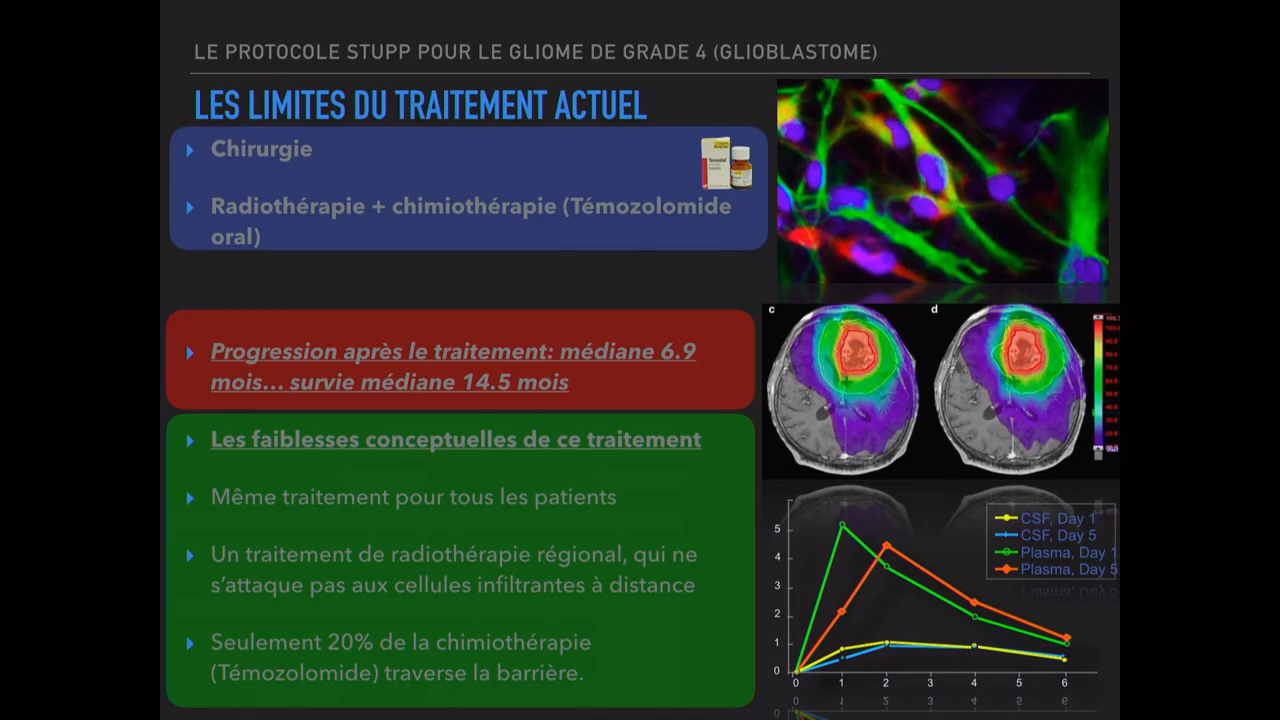 LE PROTOCOLE STUPP POUR LE GLIOME DE GRADE 4 (GLIOBLASTOME)
LES LIMITES DU TRAITEMENT ACTUEL
Chirurgie
Radiothérapie + chimiothérapie (Témozolomide
oral)
Progression après le traitement: médiane 6.9
mois... survie médiane 14.5 mois
Les faiblesses conceptuelles de ce traitement
Même traitement pour tous les patients
Un traitement de radiothérapie régional, qui ne
s’attaque pas aux cellules infiltrantes à distance
Seulement 20% de la chimiothérapie
(Témozolomide) traverse la barrière.
Temodal
c
d
CSF, Day 1
CSF, Day 5
Plasma, Day 1
Plasma, Day 5
5
4
3
2
1
0
0 1 2 3 4 5 6